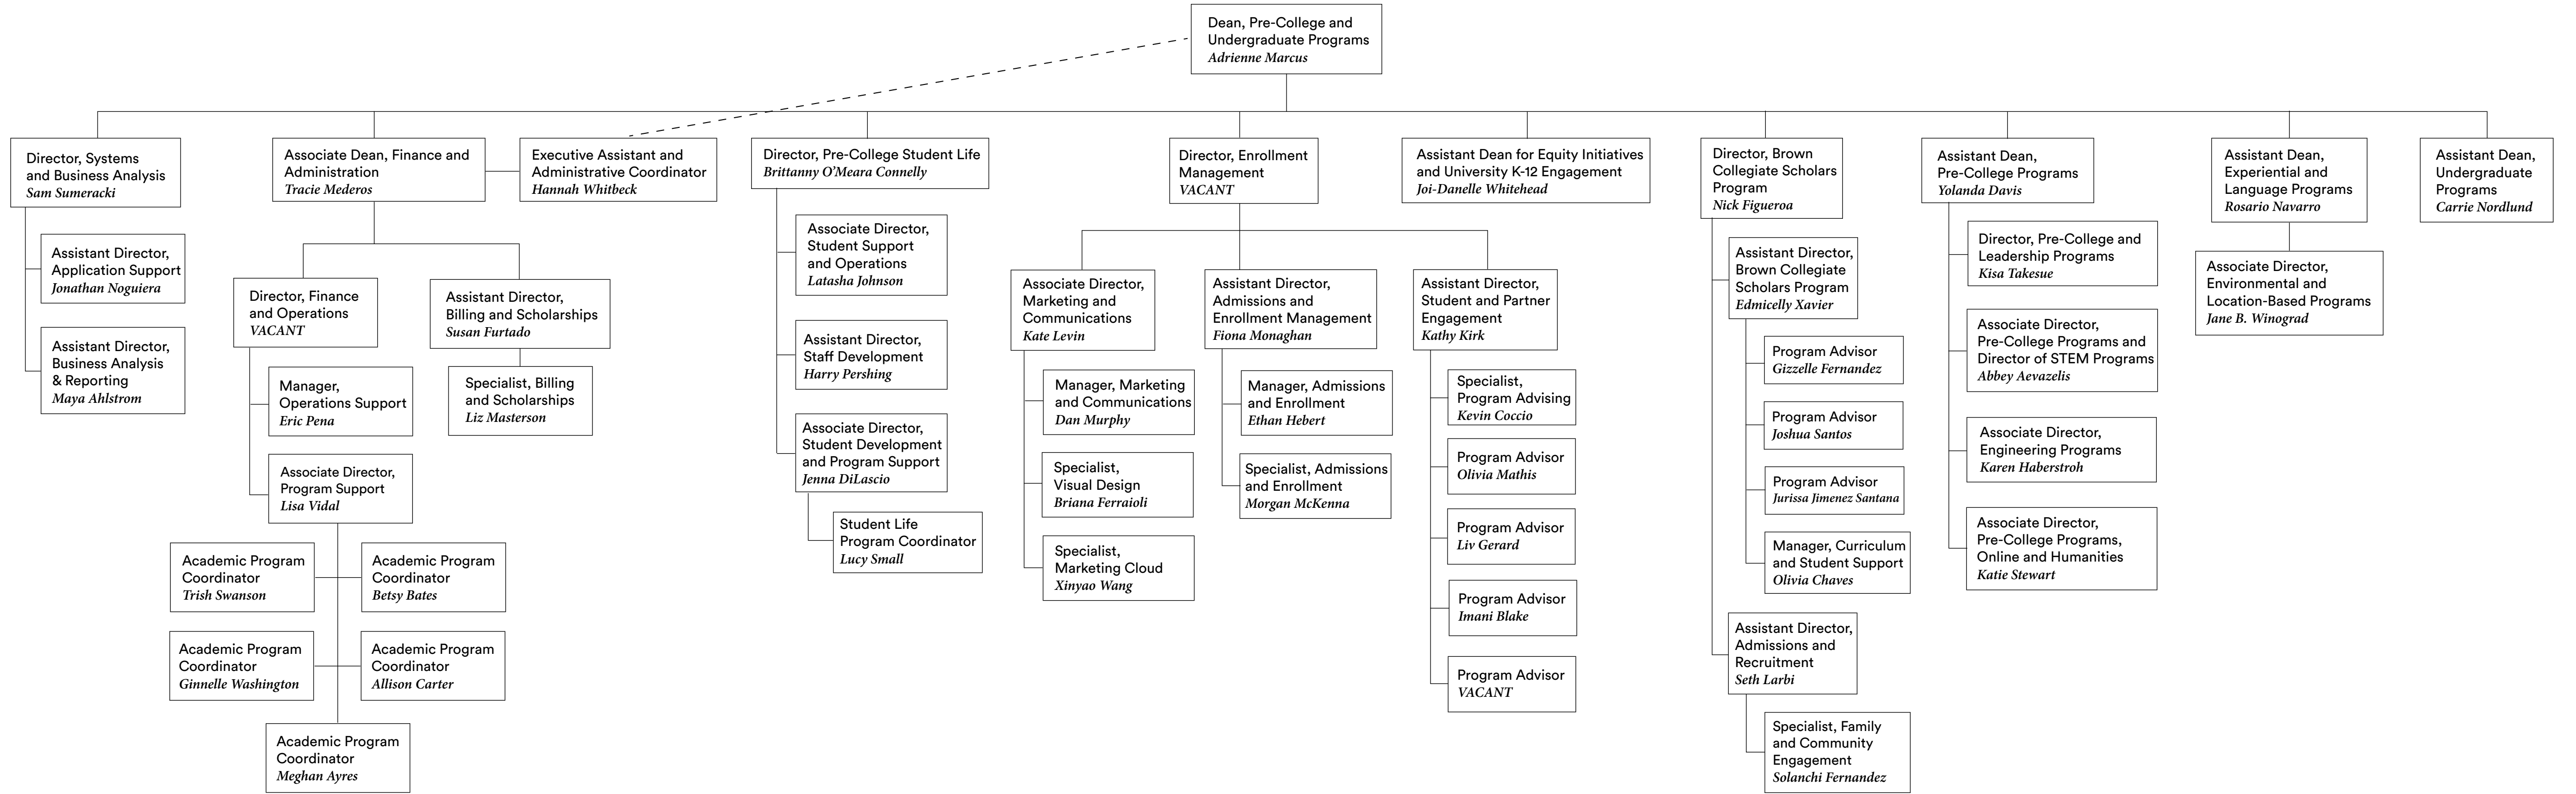 Dean, Pre-College and
Undergraduate Programs
Adrienne Marcus
Director, Systems
and Business Analysis
Sam Sumeracki
Assistant Director,
Application Support
Jonathan Noguiera
Assistant Director,
Business Analysis
& Reporting
Maya Ahlstrom
Associate Dean, Finance and
Administration
Tracie Mederos
Executive Assistant and
Administrative Coordinator
Hannah Whitbeck
Director, Finance
and Operations
VACANT
Manager,
Operations Support
Eric Pena
Associate Director,
Program Support
Lisa Vidal
Academic Program
Coordinator
Trish Swanson
Academic Program
Coordinator
Betsy Bates
Academic Program
Coordinator
Ginnelle Washington
Academic Program
Coordinator
Allison Carter
Academic Program
Coordinator
Meghan Ayres
Assistant Director,
Billing and Scholarships
Susan Furtado
Specialist, Billing
and Scholarships
Liz Masterson
Director, Pre-College Student Life
Brittanny O'Meara Connelly
Associate Director,
Student Support
and Operations
Latasha Johnson
Assistant Director,
Staff Development
Harry Pershing
Associate Director,
Student Development
and Program Support
Jenna DiLascio
Student Life
Program Coordinator
Lucy Small
Director, Enrollment
Management
VACANT
Associate Director,
Marketing and
Communications
Kate Levin
Manager, Marketing
and Communications
Dan Murphy
Specialist,
Visual Design
Briana Ferraioli
Specialist,
Marketing Cloud
Xinyao Wang
Assistant Director,
Admissions and
Enrollment Management
Fiona Monaghan
Manager, Admissions
and Enrollment
Ethan Hebert
Specialist, Admissions
and Enrollment
Morgan McKenna
Assistant Director,
Student and Partner
Engagement
Kathy Kirk
Specialist,
Program Advising
Kevin Coccio
Program Advisor
Olivia Mathis
Program Advisor
Liv Gerard
Program Advisor
Imani Blake
Program Advisor
VACANT
Assistant Dean for Equity Initiatives
and University K-12 Engagement
Joi-Danelle Whitehead
Director, Brown
Collegiate Scholars
Program
Nick Figueroa
Assistant Director,
Brown Collegiate
Scholars Program
Edmicelly Xavier
Program Advisor
Gizzelle Fernandez
Program Advisor
Joshua Santos
Program Advisor
Jurissa Jimenez Santana
Manager, Curriculum
and Student Support
Olivia Chaves
Assistant Director,
Admissions and
Recruitment
Seth Larbi
Specialist, Family
and Community
Engagement
Solanchi Fernandez
Assistant Dean,
Pre-College Programs
Yolanda Davis
Director, Pre-College and
Leadership Programs
Kisa Takesue
Associate Director,
Pre-College Programs and
Director of STEM Programs
Abbey Aevazelis
Associate Director,
Engineering Programs
Karen Haberstroh
Associate Director,
Pre-College Programs,
Online and Humanities
Katie Stewart
Assistant Dean,
Experiential and
Language Programs
Rosario Navarro
Associate Director,
Environmental and
Location-Based Programs
Jane B. Winograd
Assistant Dean,
Undergraduate
Programs
Carrie Nordlund